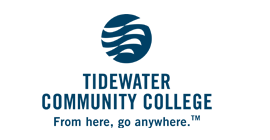 TIDEWATER
COMMUNITY COLLEGE
From here, go anywhere.™